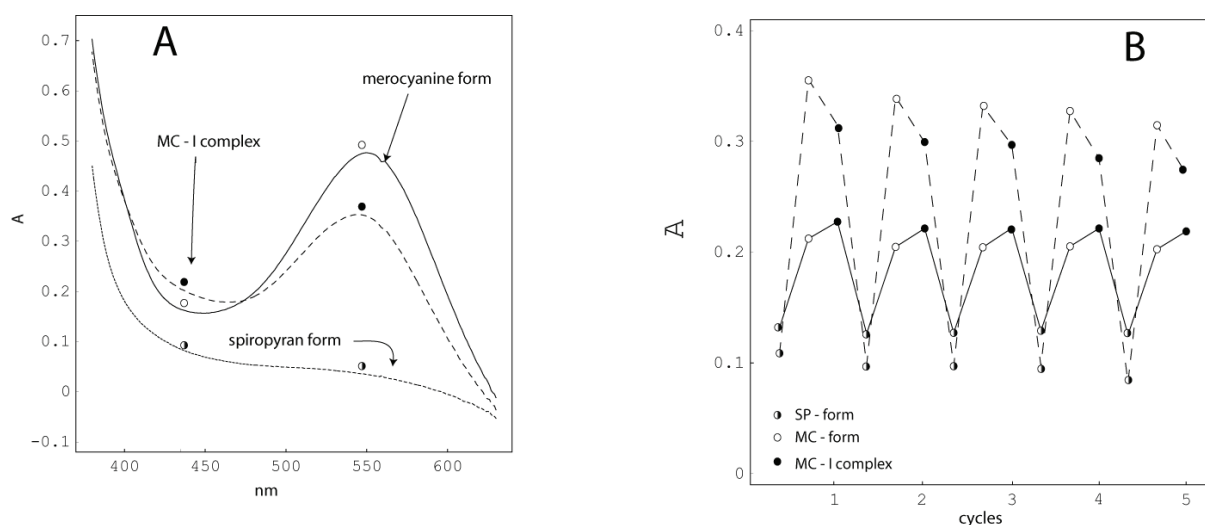 A
0.7
0.6
0.5
0.4
0.3
0.2
0.1
0
-0.1
A
merocyanine form
MC - I complex
spiropyran form
400 450 500 550 600
nm
B
0.4
0.3
0.2
0.1
0
A
SP - form
MC - form
MC - I complex
1 2 3 4 5
cycles